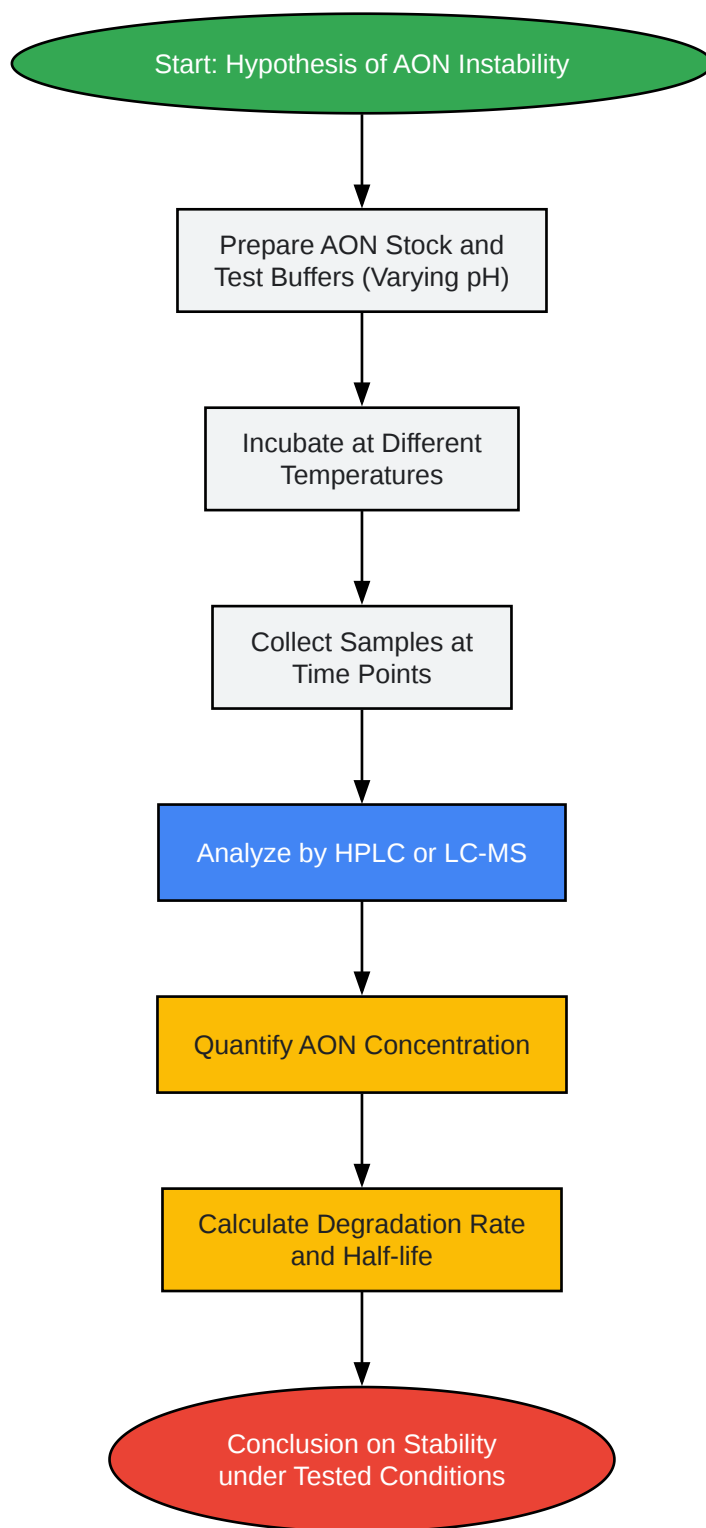 Start: Hypothesis of AON Instability
Prepare AON Stock and
Test Buffers (Varying pH)
Incubate at Different
Temperatures
Collect Samples at
Time Points
Analyze by HPLC or LC-MS
Quantify AON Concentration
Calculate Degradation Rate
and Half-life
Conclusion on Stability
under Tested Conditions